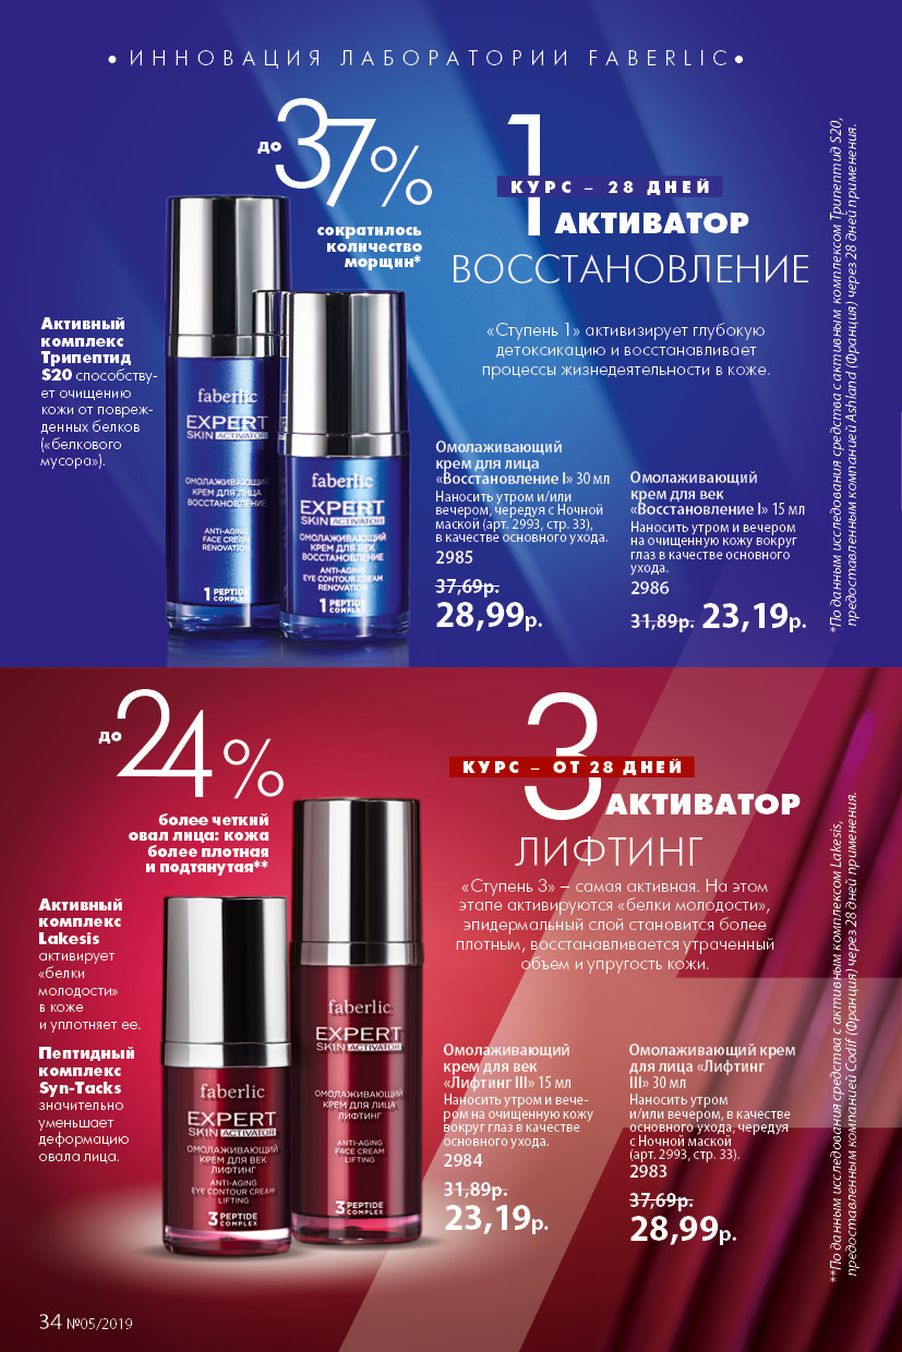 • ИННОВАЦИЯ ЛАБОРАТОРИИ FABERLIC •
до 37%
сократилось
количество
морщин*
1
КУРС – 28 ДНЕЙ
АКТИВАТОР
ВОССТАНОВЛЕНИЕ
«Ступень 1» активизирует глубокую
детоксикацию и восстанавливает
процессы жизнедеятельности в коже.
Активный
комплекс
Трипептид
S20 способству-
ет очищению
кожи от повреж-
денных белков
(«белкового
мусора»).
faberlic
EXPERT
SKIN ACTIVATOR
ОМОЛАЖИВАЮЩИЙ
КРЕМ ДЛЯ ЛИЦА
ВОССТАНОВЛЕНИЕ
ANTI-AGING
FACE CREAM
RENOVATION
1 PEPTIDE
COMPLEX
faberlic
EXPERT
SKIN ACTIVATOR
ОМОЛАЖИВАЮЩИЙ
КРЕМ ДЛЯ ВЕК
ВОССТАНОВЛЕНИЕ
ANTI-AGING
EYE CONTOUR CREAM
RENOVATION
1 PEPTIDE
COMPLEX
Омолаживающий
крем для лица
«Восстановление I» 30 мл
Наносить утром и/или
вечером, чередуя с Ночной
маской (арт. 2993, стр. 33),
в качестве основного ухода.
2985
37,69р.
28,99р.
Омолаживающий
крем для век
«Восстановление I» 15 мл
Наносить утром и вечером
на очищенную кожу вокруг
глаз в качестве основного
ухода.
2986
31,89р. 23,19р.
*По данным исследования средства с активным комплексом Трипептид S20,
предоставленным компанией Ashland (Франция) через 28 дней применения.
до 24%
более четкий
овал лица: кожа
более плотная
и подтянутая**
3
КУРС – ОТ 28 ДНЕЙ
АКТИВАТОР
ЛИФТИНГ
«Ступень 3» – самая активная. На этом
этапе активируются «белки молодости»,
эпидермальный слой становится более
плотным, восстанавливается утраченный
объем и упругость кожи.
Активный
комплекс
Lakesis
активирует
«белки
молодости»
в коже
и уплотняет ее.
Пептидный
комплекс
Syn-Tacks
значительно
уменьшает
деформацию
овала лица.
faberlic
EXPERT
SKIN ACTIVATOR
ОМОЛАЖИВАЮЩИЙ
КРЕМ ДЛЯ ВЕК
ЛИФТИНГ
ANTI-AGING
EYE CONTOUR CREAM
LIFTING
3 PEPTIDE
COMPLEX
faberlic
EXPERT
SKIN ACTIVATOR
ОМОЛАЖИВАЮЩИЙ
КРЕМ ДЛЯ ЛИЦА
ЛИФТИНГ
ANTI-AGING
FACE CREAM
LIFTING
3 PEPTIDE
COMPLEX
Омолаживающий
крем для век
«Лифтинг III» 15 мл
Наносить утром и вече-
ром на очищенную кожу
вокруг глаз в качестве
основного ухода.
2984
31,89р.
23,19р.
Омолаживающий крем
для лица «Лифтинг
III» 30 мл
Наносить утром
и/или вечером, в качестве
основного ухода, чередуя
с Ночной маской
(арт. 2993, стр. 33).
2983
37,69р.
28,99р.
**По данным исследования средства с активным комплексом Lakesis,
предоставленным компанией Codif (Франция) через 28 дней применения.
34 №05/2019